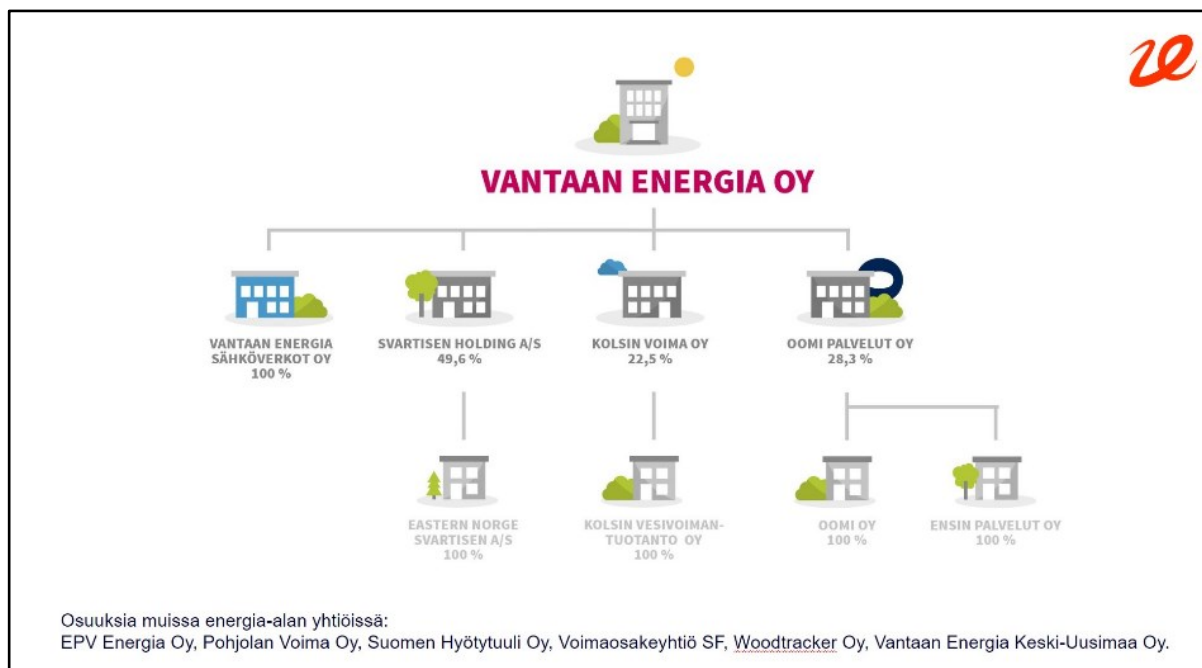 VANTAAN ENERGIA OY
VANTAAN ENERGIA
SÄHKÖVERKOT OY
100 %
SVARTISEN HOLDING A/S
49,6 %
KOLSIN VOIMA OY
22,5 %
OOMI PALVELUT OY
28,3 %
EASTERN NORGE
SVARTISEN A/S
100 %
KOLSIN VESIVOIMAN-
TUOTANTO OY
100 %
OOMI OY
100 %
ENSIN PALVELUT OY
100 %
Osuuksia muissa energia-alan yhtiöissä:
EPV Energia Oy, Pohjolan Voima Oy, Suomen Hyötytuuli Oy, Voimaosakeyhtiö SF, Woodtracker Oy, Vantaan Energia Keski-Uusimaa Oy.